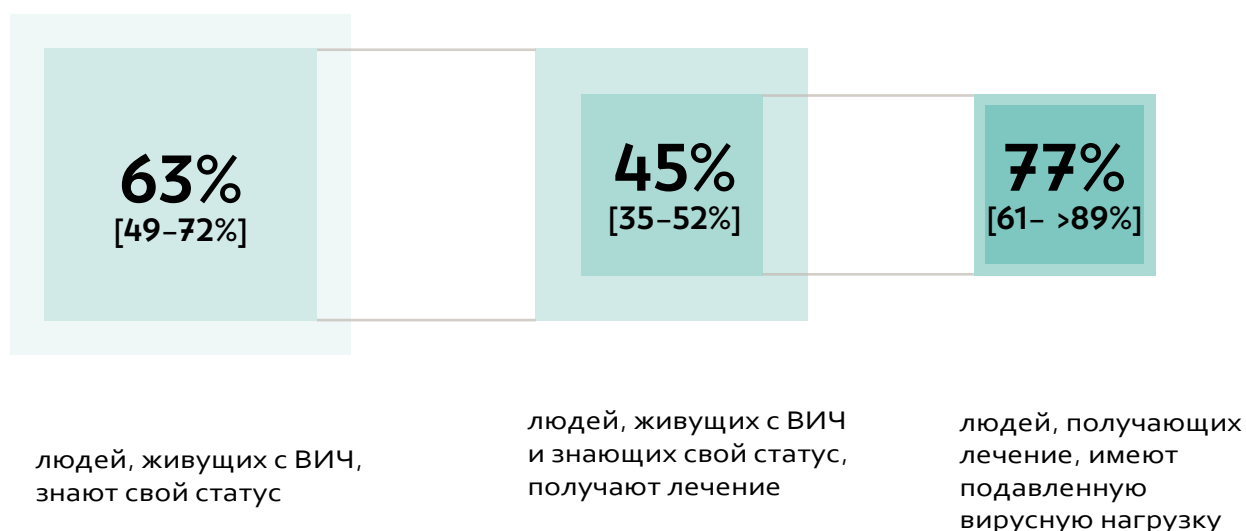 63%
[49–72%]
45%
[35–52%]
77%
[61– >89%]
людей, живущих с ВИЧ,
знают свой статус
людей, живущих с ВИЧ
и знающих свой статус,
получают лечение
людей, получающих
лечение, имеют
подавленную
вирусную нагрузку